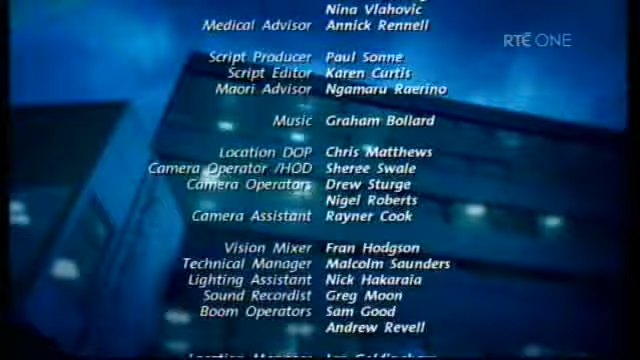 Nina Vlahovic
Medical Advisor Annick Rennell
RTÉ ONE
Script Producer Paul Sonne
Script Editor Karen Curtis
Maori Advisor Ngamaru Raerino
Music Graham Bollard
Location DOP Chris Matthews
Camera Operator /HOD Sheree Swale
Camera Operators Drew Sturge
Nigel Roberts
Camera Assistant Rayner Cook
Vision Mixer Fran Hodgson
Technical Manager Malcolm Saunders
Lighting Assistant Nick Hakaraia
Sound Recordist Greg Moon
Boom Operators Sam Good
Andrew Revell
Location Manager Ian